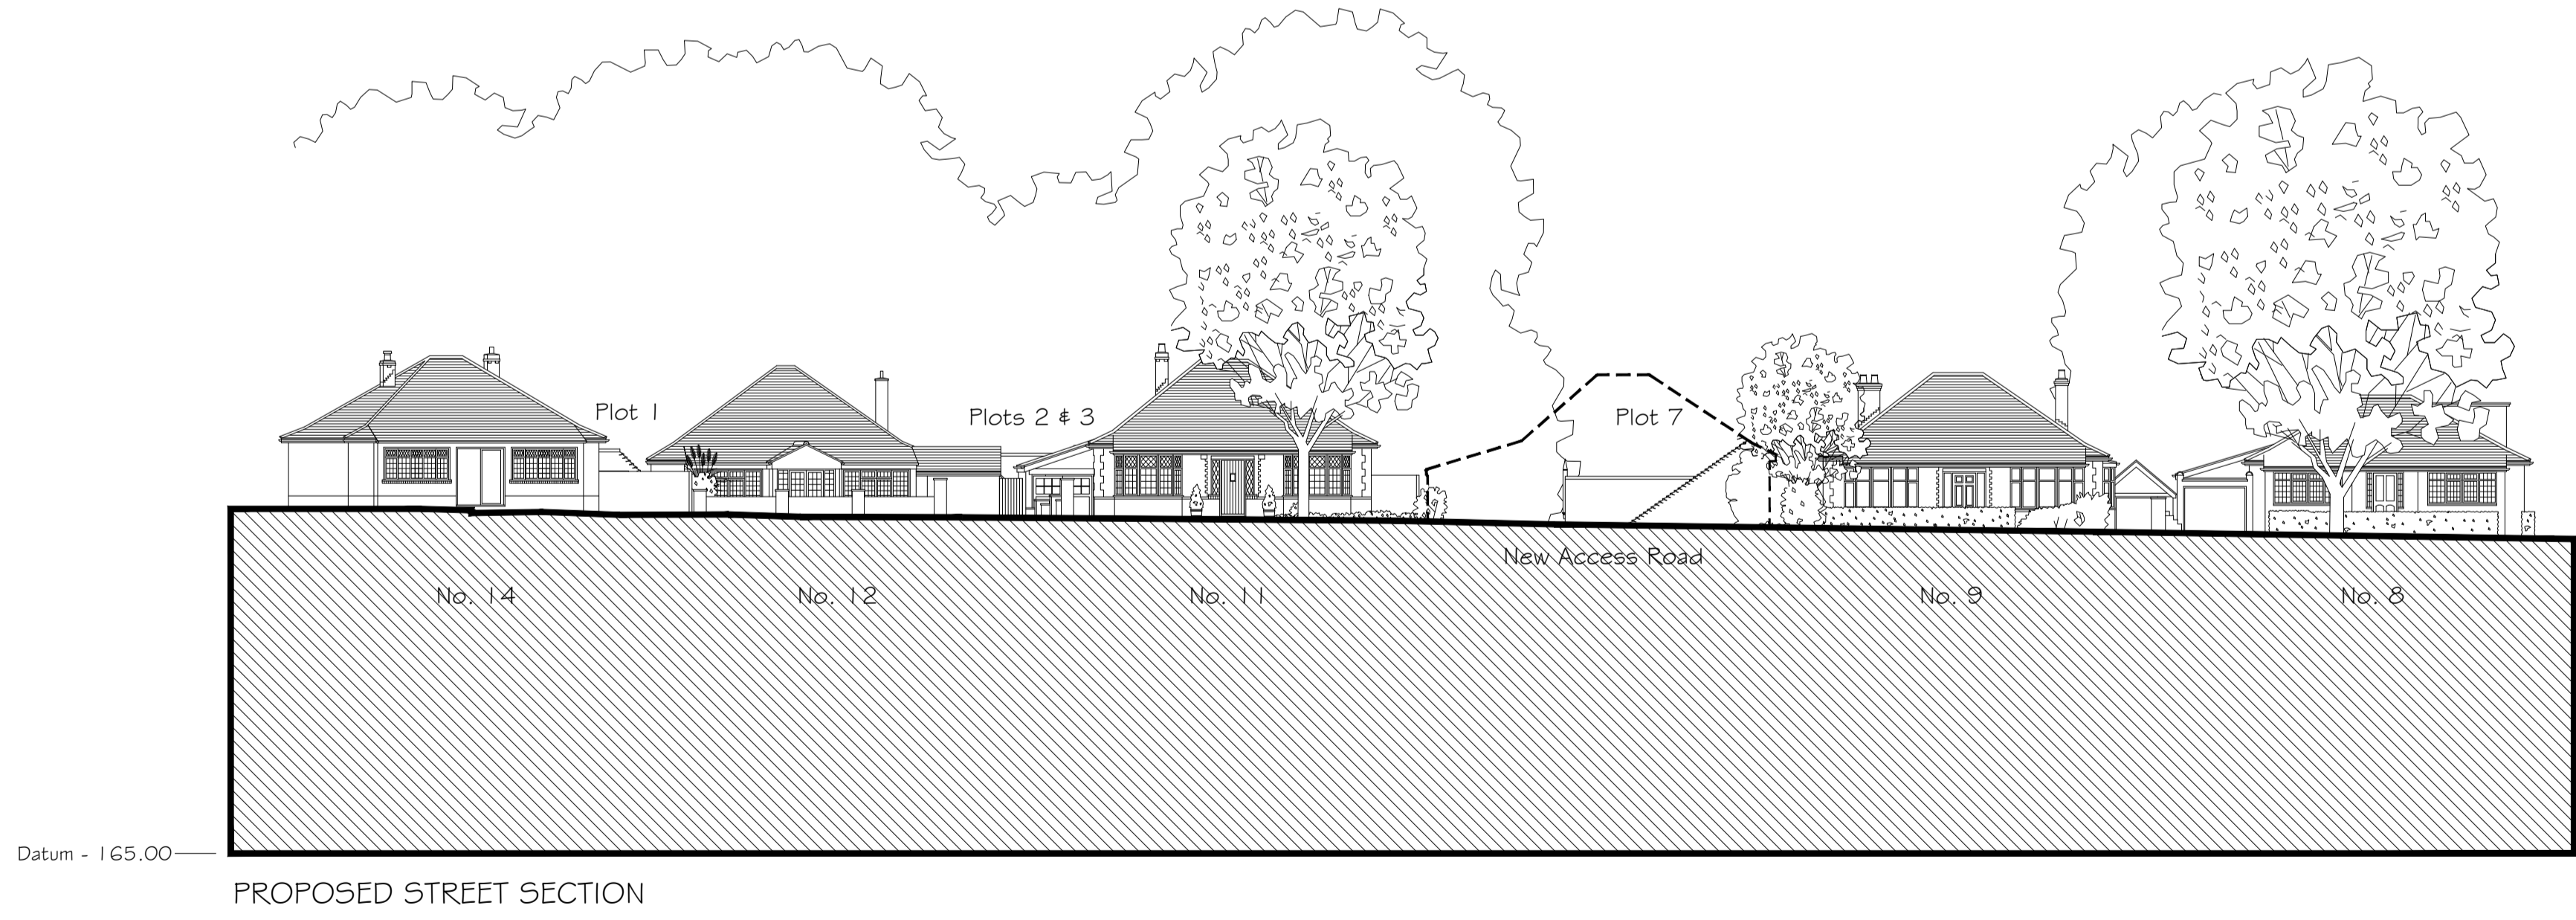 Plot 1
Plots 2 & 3
Plot 7
New Access Road
No. 14
No. 12
No. 11
No. 9
No. 8
Datum - 165.00
PROPOSED STREET SECTION